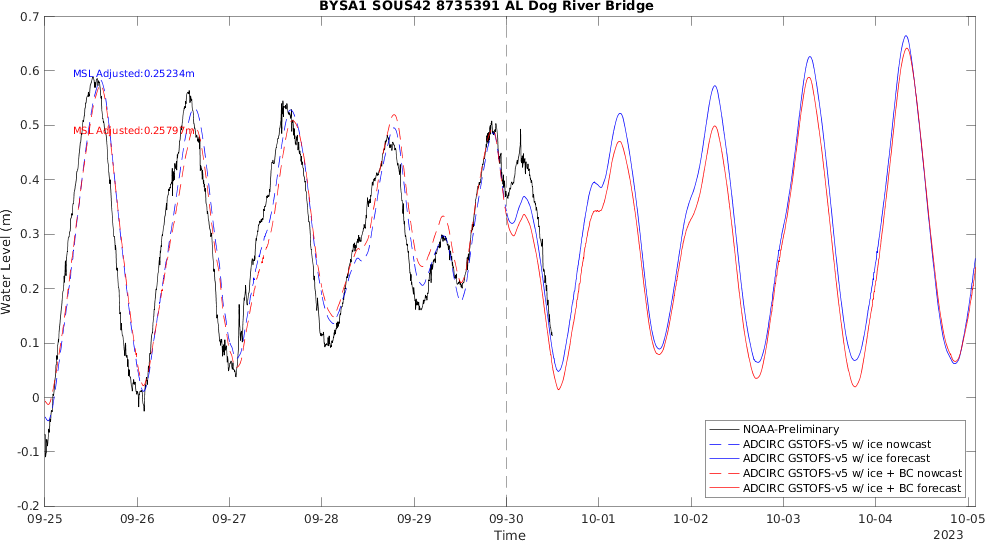 BYSA1 SOUS42 8735391 AL Dog River Bridge
0.7
0.6
0.5
0.4
0.3
0.2
0.1
0
-0.1
-0.2
Water Level (m)
MSL Adjusted:0.25234m
MSL Adjusted:0.25797m
NOAA-Preliminary
ADCIRC GSTOFS-v5 w/ ice nowcast
ADCIRC GSTOFS-v5 w/ ice forecast
ADCIRC GSTOFS-v5 w/ ice + BC nowcast
ADCIRC GSTOFS-v5 w/ ice + BC forecast
09-25 09-26 09-27 09-28 09-29 09-30 10-01 10-02 10-03 10-04 10-05
Time
2023